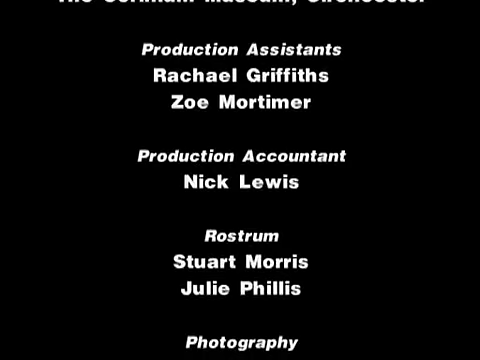 Production Assistants
Rachael Griffiths
Zoe Mortimer
Production Accountant
Nick Lewis
Rostrum
Stuart Morris
Julie Phillis
Photography